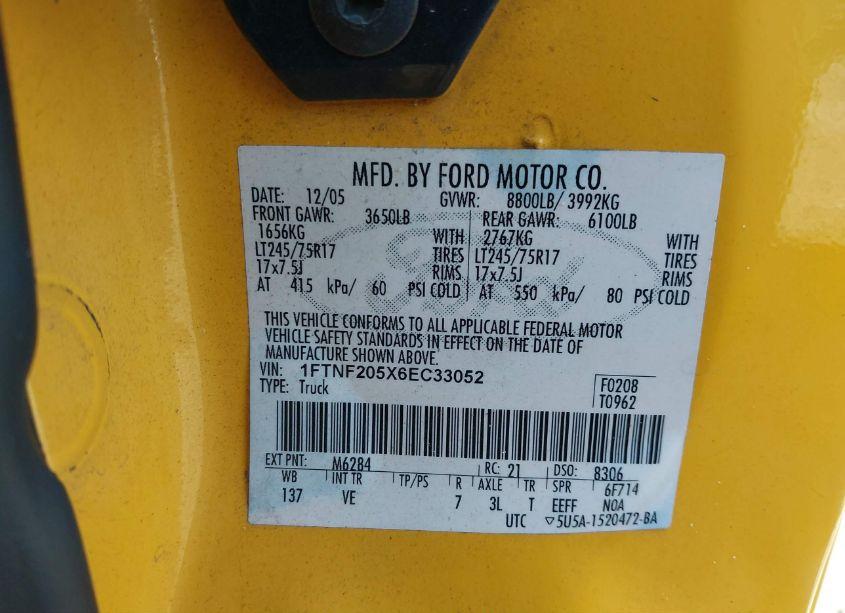 MFD. BY FORD MOTOR CO.
DATE: 12/05 GVWR: 8800LB/ 3992KG
FRONT GAWR: 3650LB REAR GAWR: 6100LB
1656KG WITH 2767KG WITH
LT245/75R17 TIRES LT245/75R17 TIRES
17x7.5J RIMS 17x7.5J RIMS
AT 415 kPa/ 60 PSI COLD AT 550 kPa/ 80 PSI COLD
Ford
THIS VEHICLE CONFORMS TO ALL APPLICABLE FEDERAL MOTOR
VEHICLE SAFETY STANDARDS IN EFFECT ON THE DATE OF
MANUFACTURE SHOWN ABOVE.
VIN: 1FTNF205X6EC33052
TYPE: Truck F0208
T0962
EXT PNT: M6284 RC: 21 DSO: 8306
WB INT TR TP/PS R AXLE TR SPR 6F714
137 VE 7 3L T EEFF NOA
UTC ▽5U5A-1520472-BA